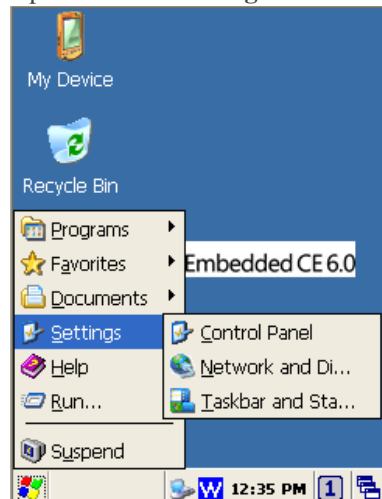 My Device
Recycle Bin
Programs
Favorites
Embedded CE 6.0
Documents
Settings
Control Panel
Help
Network and Di...
Run...
Taskbar and Sta...
Suspend
W 12:35 PM 1